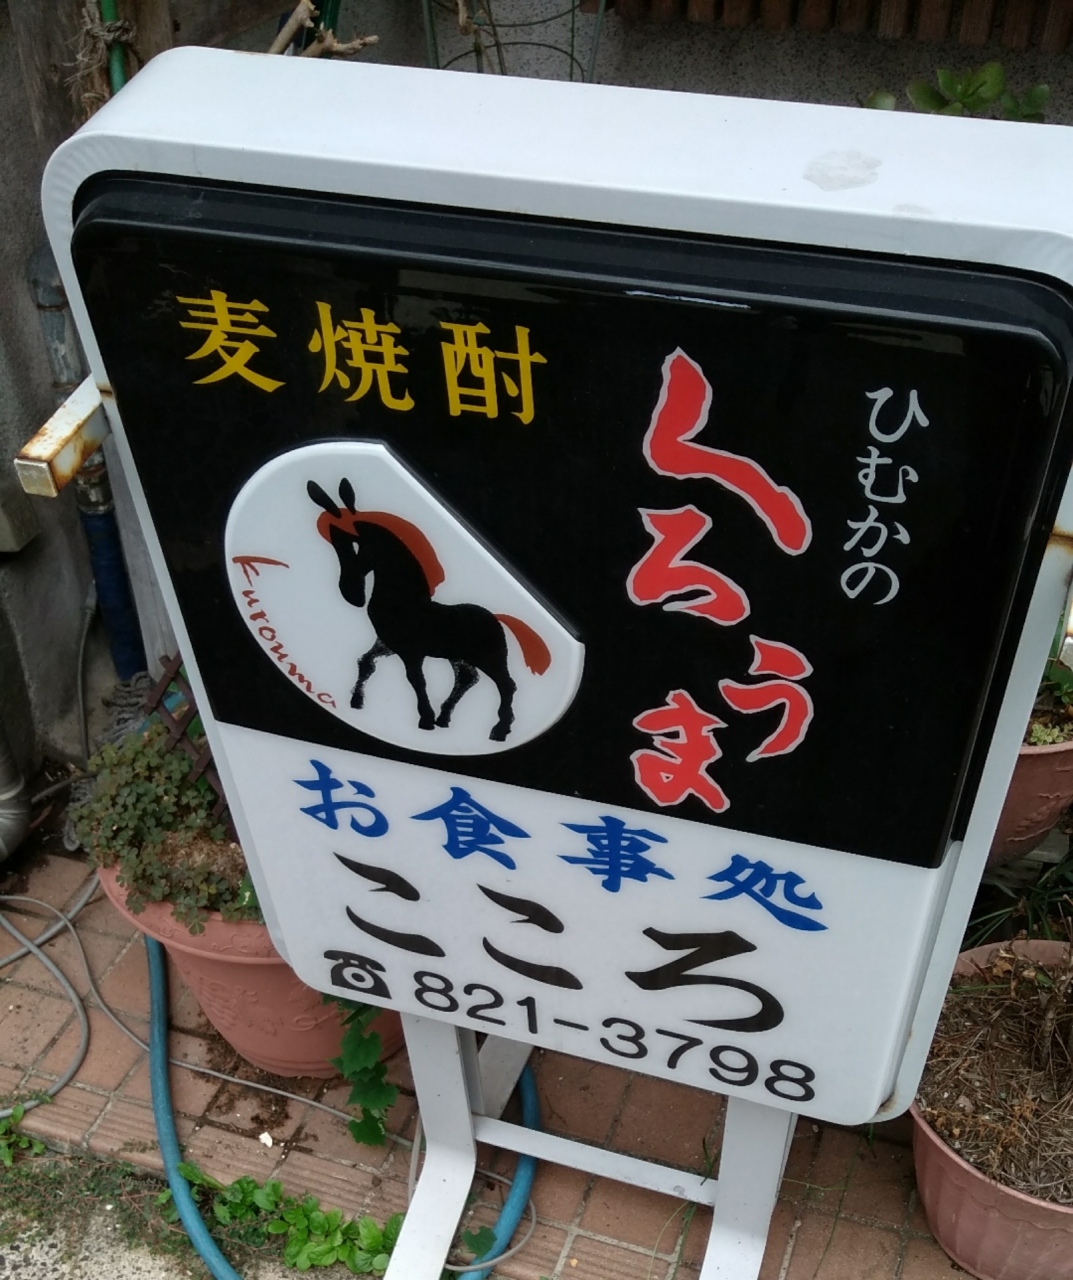 麦焼酎
ひむかの
くろうま
kurouma
お食事処
こころ
☎821-3798